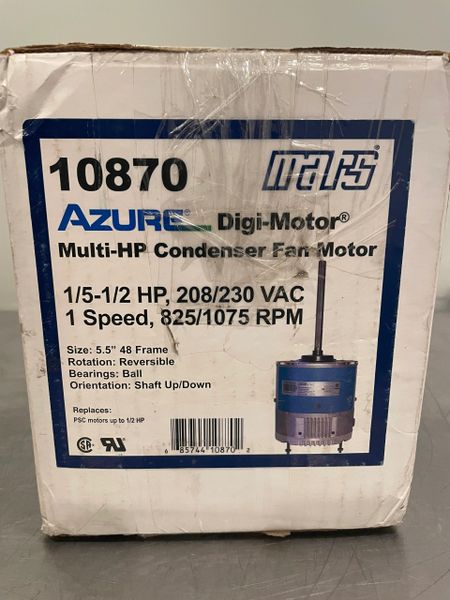 10870
mars®
AZURE® Digi-Motor®
Multi-HP Condenser Fan Motor
1/5-1/2 HP, 208/230 VAC
1 Speed, 825/1075 RPM
Size: 5.5" 48 Frame
Rotation: Reversible
Bearings: Ball
Orientation: Shaft Up/Down
Replaces:
PSC motors up to 1/2 HP
6 85744 10870 2